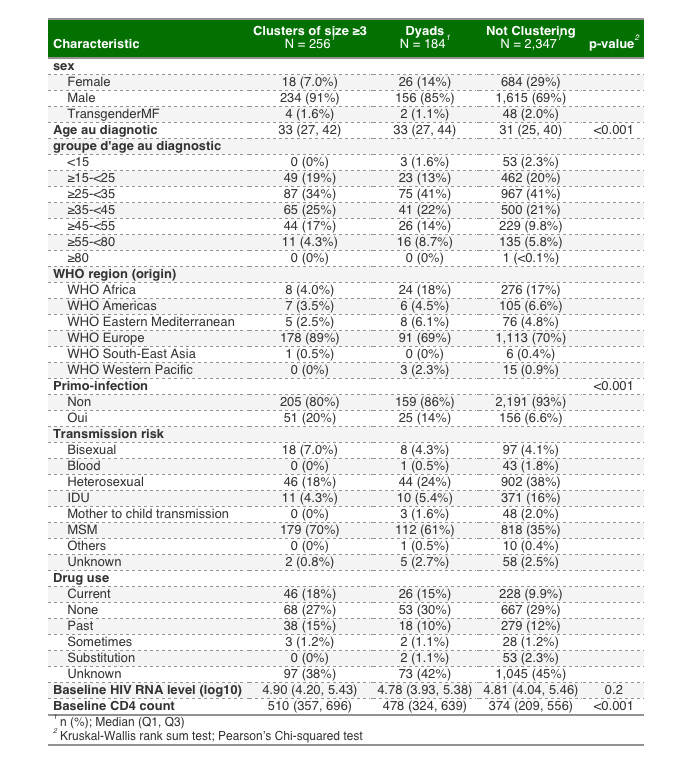 Characteristic Clusters of size ≥3 N = 256¹ Dyads N = 184¹ Not Clustering N = 2,347¹ p-value²
sex
Female 18 (7.0%) 26 (14%) 684 (29%)
Male 234 (91%) 156 (85%) 1,615 (69%)
TransgenderMF 4 (1.6%) 2 (1.1%) 48 (2.0%)
Age au diagnotic 33 (27, 42) 33 (27, 44) 31 (25, 40) <0.001
groupe d'age au diagnostic
<15 0 (0%) 3 (1.6%) 53 (2.3%)
≥15-<25 49 (19%) 23 (13%) 462 (20%)
≥25-<35 87 (34%) 75 (41%) 967 (41%)
≥35-<45 65 (25%) 41 (22%) 500 (21%)
≥45-<55 44 (17%) 26 (14%) 229 (9.8%)
≥55-<80 11 (4.3%) 16 (8.7%) 135 (5.8%)
≥80 0 (0%) 0 (0%) 1 (<0.1%)
WHO region (origin)
WHO Africa 8 (4.0%) 24 (18%) 276 (17%)
WHO Americas 7 (3.5%) 6 (4.5%) 105 (6.6%)
WHO Eastern Mediterranean 5 (2.5%) 8 (6.1%) 76 (4.8%)
WHO Europe 178 (89%) 91 (69%) 1,113 (70%)
WHO South-East Asia 1 (0.5%) 0 (0%) 6 (0.4%)
WHO Western Pacific 0 (0%) 3 (2.3%) 15 (0.9%)
Primo-infection <0.001
Non 205 (80%) 159 (86%) 2,191 (93%)
Oui 51 (20%) 25 (14%) 156 (6.6%)
Transmission risk
Bisexual 18 (7.0%) 8 (4.3%) 97 (4.1%)
Blood 0 (0%) 1 (0.5%) 43 (1.8%)
Heterosexual 46 (18%) 44 (24%) 902 (38%)
IDU 11 (4.3%) 10 (5.4%) 371 (16%)
Mother to child transmission 0 (0%) 3 (1.6%) 48 (2.0%)
MSM 179 (70%) 112 (61%) 818 (35%)
Others 0 (0%) 1 (0.5%) 10 (0.4%)
Unknown 2 (0.8%) 5 (2.7%) 58 (2.5%)
Drug use
Current 46 (18%) 26 (15%) 228 (9.9%)
None 68 (27%) 53 (30%) 667 (29%)
Past 38 (15%) 18 (10%) 279 (12%)
Sometimes 3 (1.2%) 2 (1.1%) 28 (1.2%)
Substitution 0 (0%) 2 (1.1%) 53 (2.3%)
Unknown 97 (38%) 73 (42%) 1,045 (45%)
Baseline HIV RNA level (log10) 4.90 (4.20, 5.43) 4.78 (3.93, 5.38) 4.81 (4.04, 5.46) 0.2
Baseline CD4 count 510 (357, 696) 478 (324, 639) 374 (209, 556) <0.001
¹ n (%); Median (Q1, Q3)
² Kruskal-Wallis rank sum test; Pearson's Chi-squared test